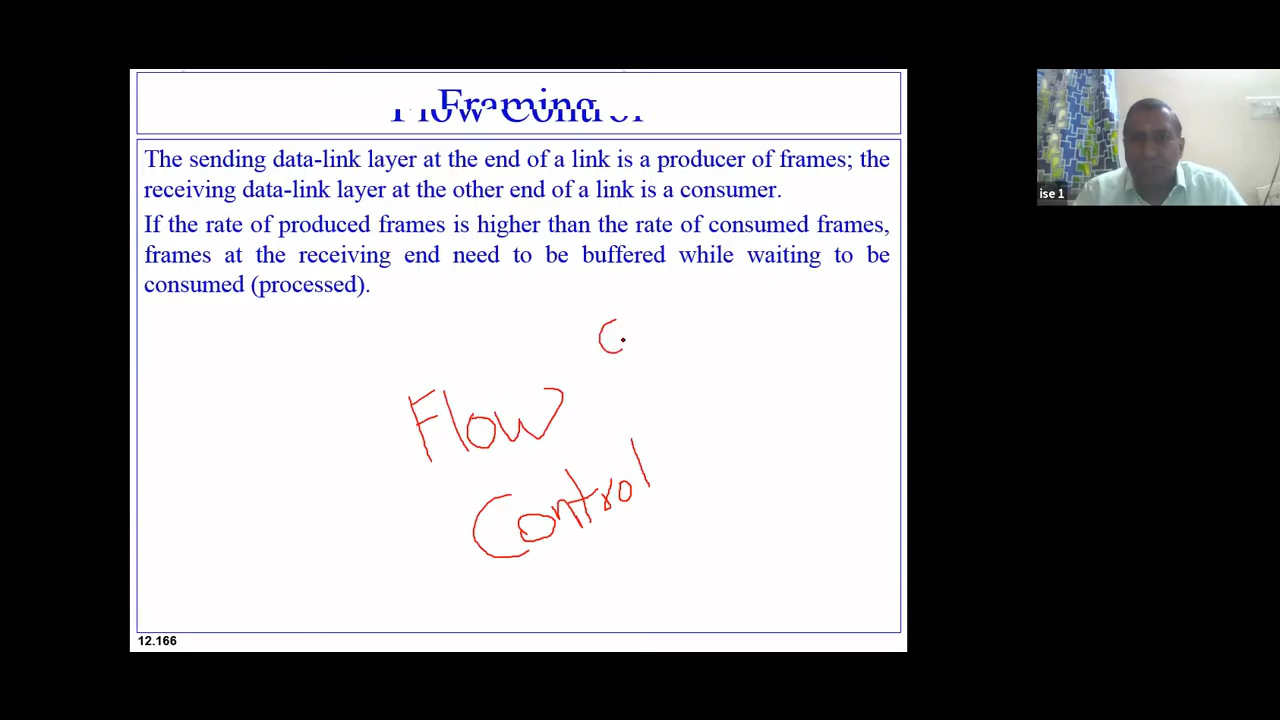 Framing
Flow Control
The sending data-link layer at the end of a link is a producer of frames; the
receiving data-link layer at the other end of a link is a consumer.
If the rate of produced frames is higher than the rate of consumed frames,
frames at the receiving end need to be buffered while waiting to be
consumed (processed).
C
Flow
Control
12.166
ise 1